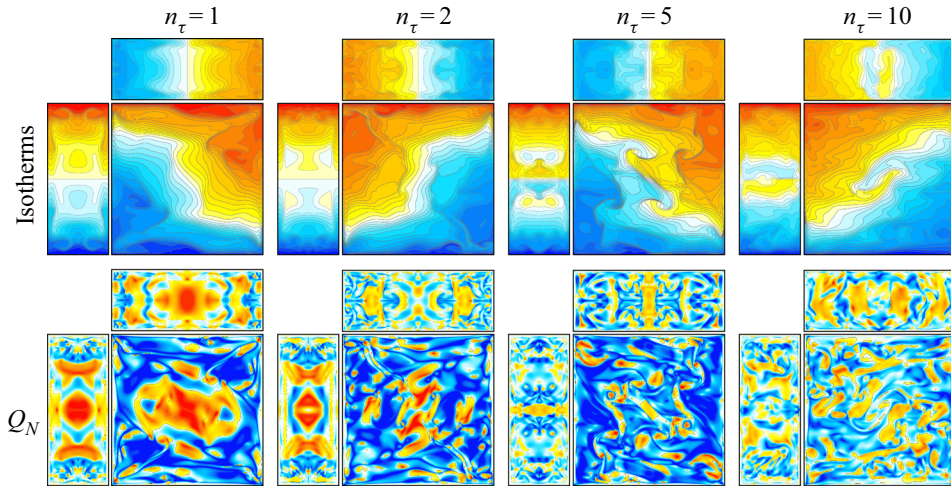 n_τ = 1 n_τ = 2 n_τ = 5 n_τ = 10
Isotherms
Q_N